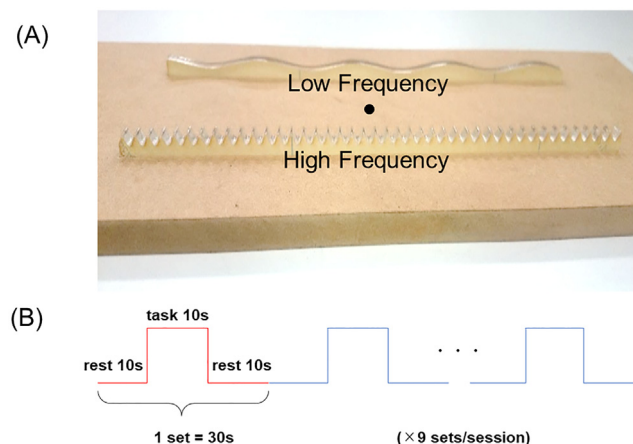 (A)
Low Frequency
High Frequency
(B)
task 10s
rest 10s
rest 10s
. . .
1 set = 30s
(×9 sets/session)